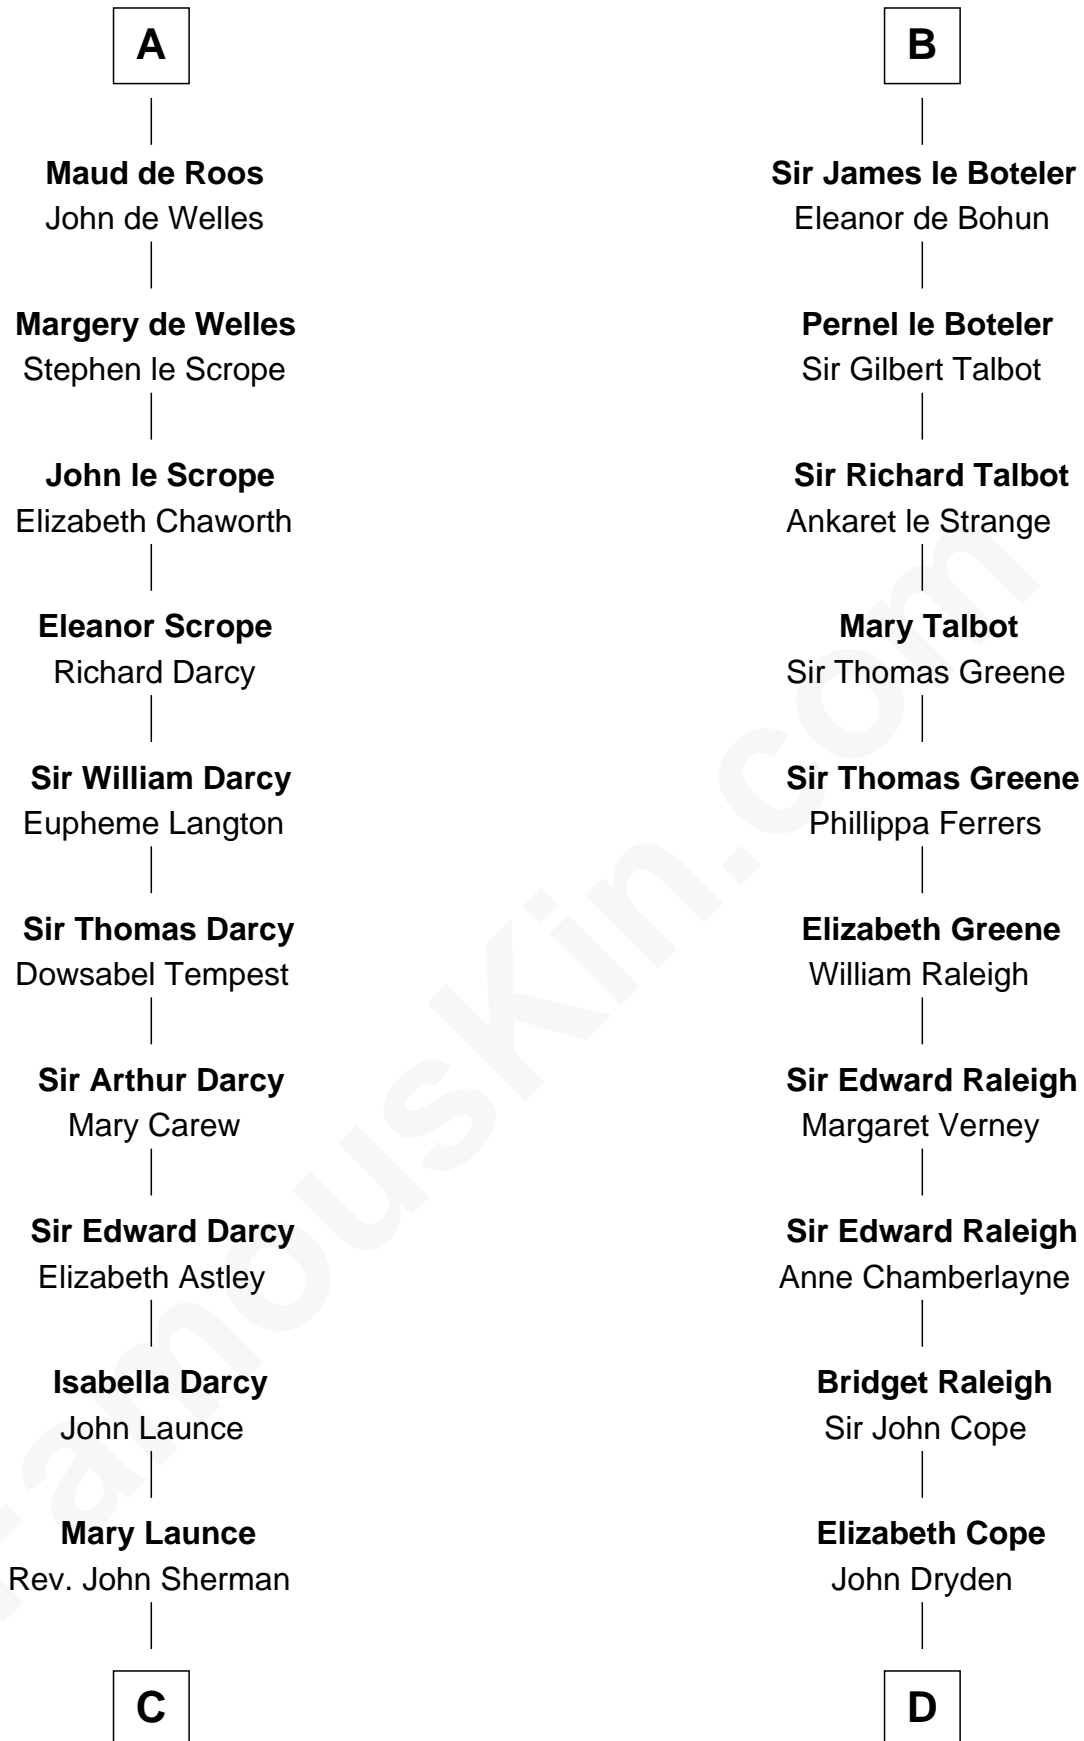 A
Maud de Roos
John de Welles
Margery de Welles
Stephen le Scrope
John le Scrope
Elizabeth Chaworth
Eleanor Scrope
Richard Darcy
Sir William Darcy
Eupheme Langton
Sir Thomas Darcy
Dowsabel Tempest
Sir Arthur Darcy
Mary Carew
Sir Edward Darcy
Elizabeth Astley
Isabella Darcy
John Launce
Mary Launce
Rev. John Sherman
C
B
Sir James le Boteler
Eleanor de Bohun
Pernel le Boteler
Sir Gilbert Talbot
Sir Richard Talbot
Ankaret le Strange
Mary Talbot
Sir Thomas Greene
Sir Thomas Greene
Phillippa Ferrers
Elizabeth Greene
William Raleigh
Sir Edward Raleigh
Margaret Verney
Sir Edward Raleigh
Anne Chamberlayne
Bridget Raleigh
Sir John Cope
Elizabeth Cope
John Dryden
D
FamousKin.com